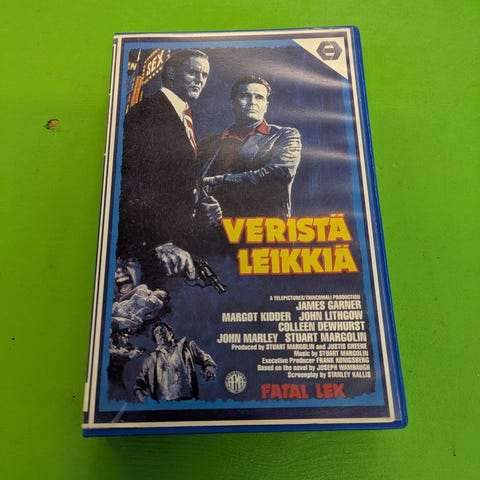 SEX
VERISTÄ
LEIKKIÄ
A TELEPICTURES/TRINCOMALI PRODUCTION
JAMES GARNER
MARGOT KIDDER JOHN LITHGOW
COLLEEN DEWHURST
JOHN MARLEY STUART MARGOLIN
Produced by STUART MARGOLIN and JUSTIS GREENE
Music by STUART MARGOLIN
Executive Producer FRANK KONIGSBERG
Based on the novel by JOSEPH WAMBAUGH
Screenplay by STANLEY KALLIS
FATAL LEK